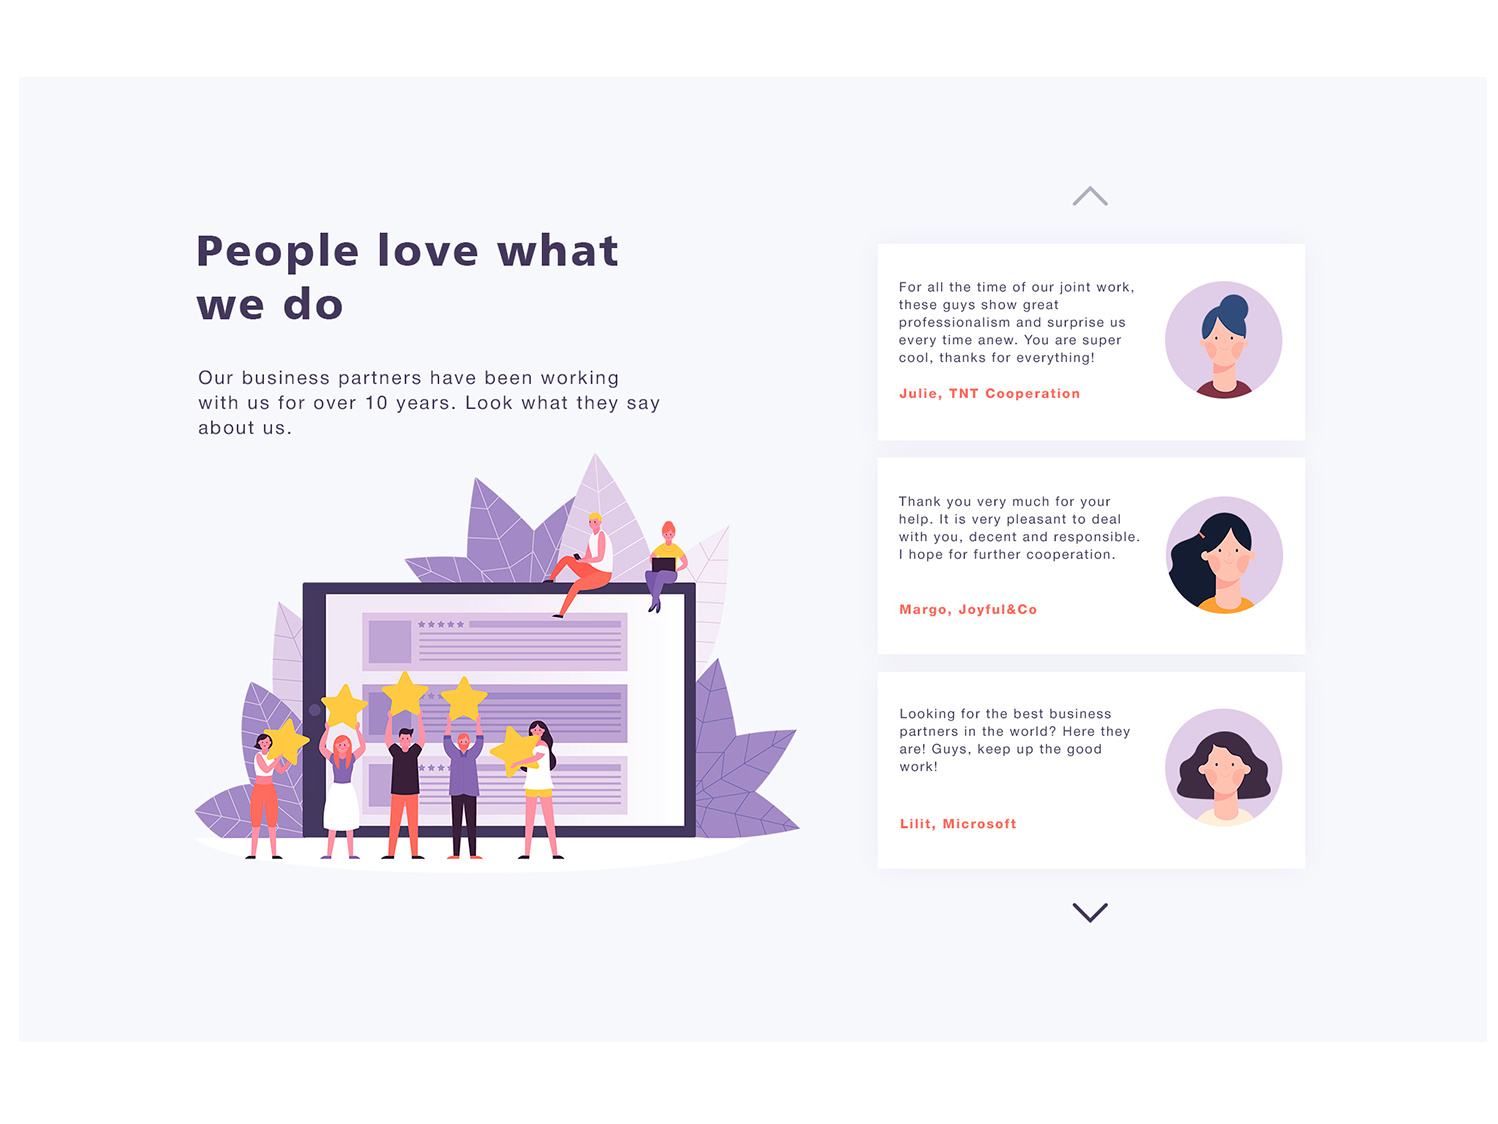 People love what
we do
Our business partners have been working
with us for over 10 years. Look what they say
about us.
For all the time of our joint work,
these guys show great
professionalism and surprise us
every time anew. You are super
cool, thanks for everything!
Julie, TNT Cooperation
Thank you very much for your
help. It is very pleasant to deal
with you, decent and responsible.
I hope for further cooperation.
Margo, Joyful&Co
Looking for the best business
partners in the world? Here they
are! Guys, keep up the good
work!
Lilit, Microsoft